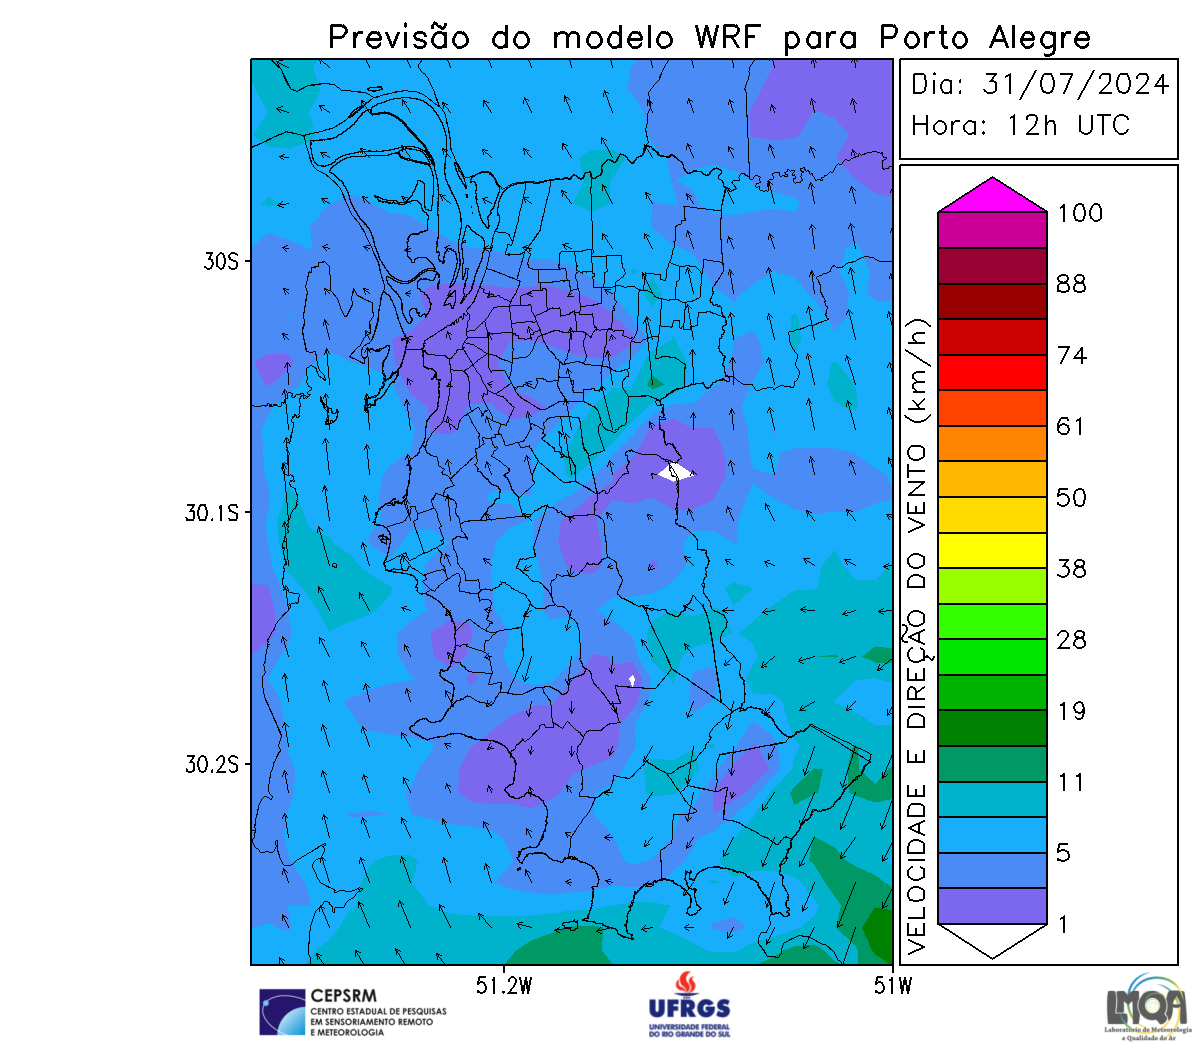 Previsão do modelo WRF para Porto Alegre
Dia: 31/07/2024
Hora: 12h UTC
30S
30.1S
30.2S
51.2W
51W
VELOCIDADE E DIREÇÃO DO VENTO (km/h)
100
88
74
61
50
38
28
19
11
5
1
CEPSRM
CENTRO ESTADUAL DE PESQUISAS
EM SENSORIAMENTO REMOTO
E METEOROLOGIA
UFRGS
UNIVERSIDADE FEDERAL
DO RIO GRANDE DO SUL
LMQA
Laboratório de Meteorologia
e Qualidade do Ar